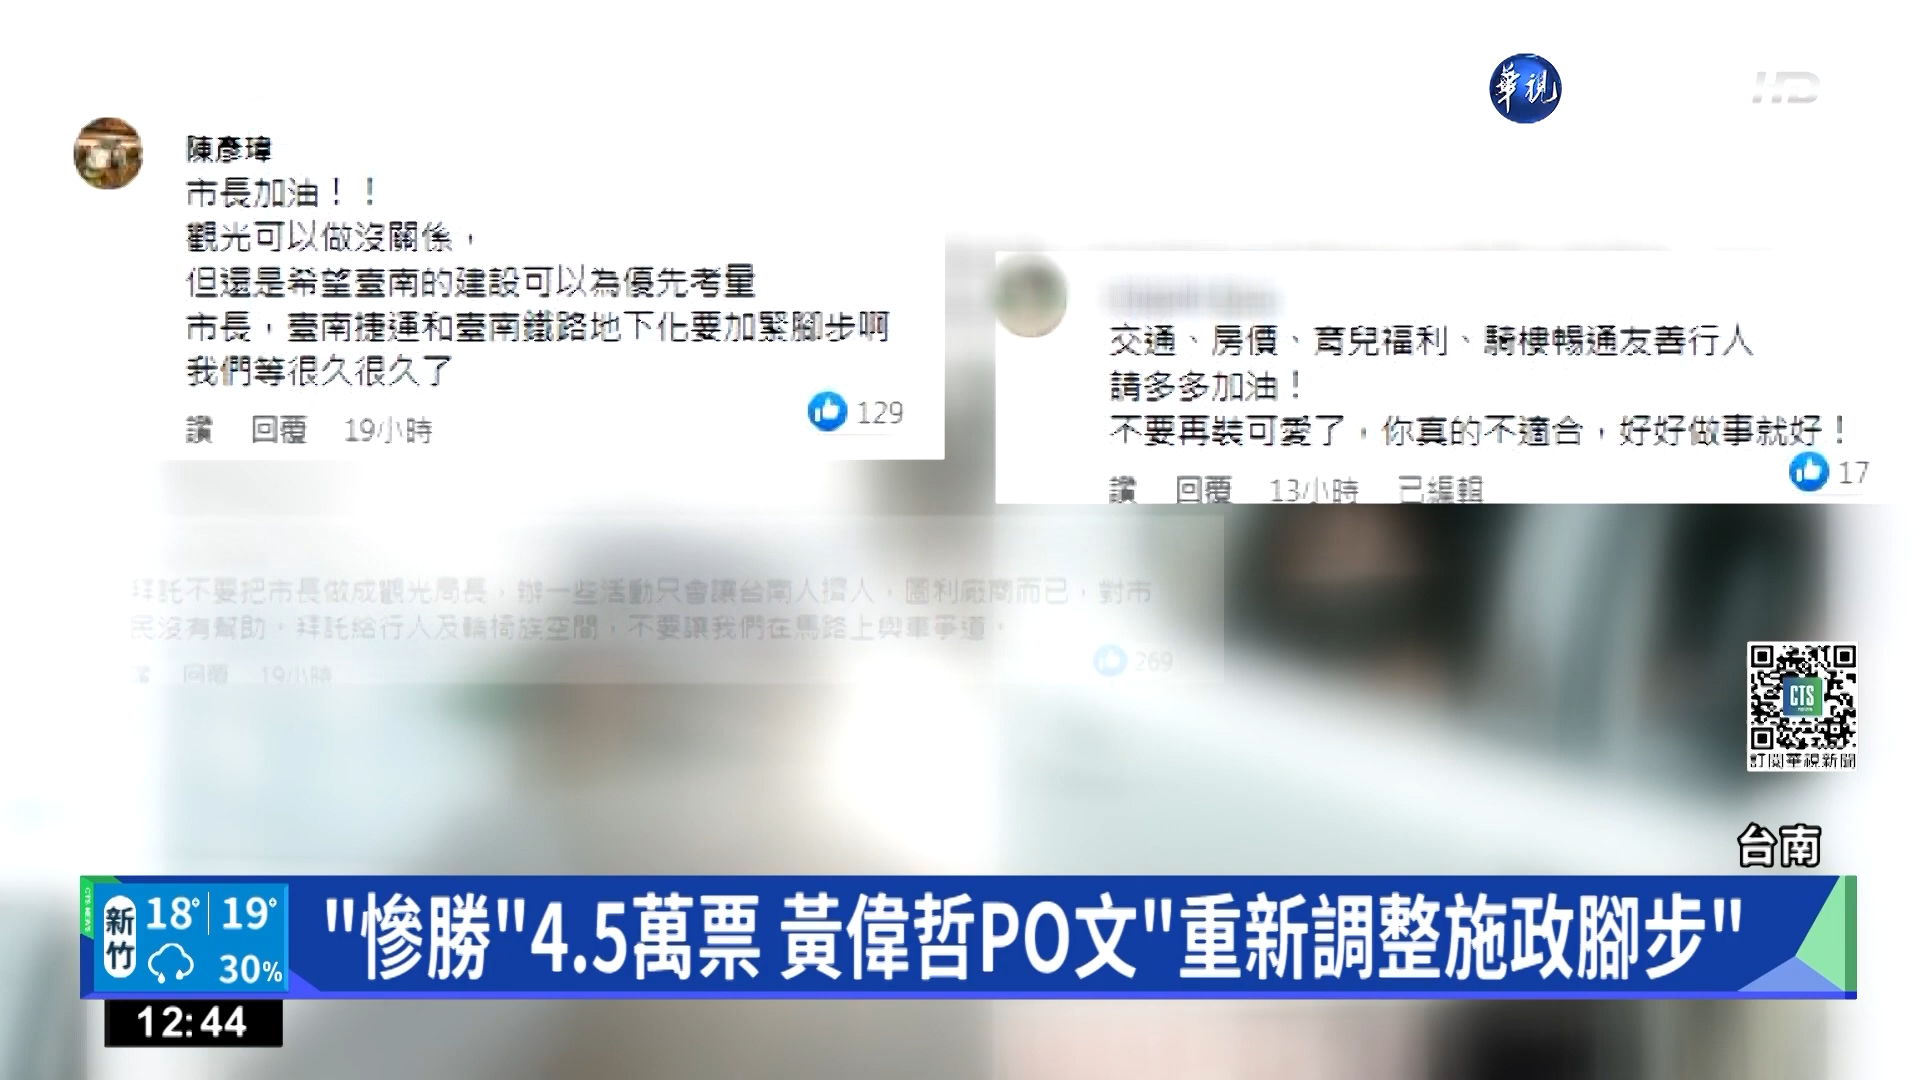 華視
HD
陳彥瑋
市長加油！！
觀光可以做沒關係，
但還是希望臺南的建設可以為優先考量
市長，臺南捷運和臺南鐵路地下化要加緊腳步啊
我們等很久很久了
讚 回覆 19小時
129
交通、房價、育兒福利、騎樓暢通友善行人
請多多加油！
不要再裝可愛了，你真的不適合，好好做事就好！
讚 回覆 13小時 已編輯
17
拜託不要把市長做成觀光局長，辦一些活動只會讓台南人擠人，圖利廠商而已，對市
民沒有幫助，拜託給行人及輪椅族空間，不要讓我們在馬路上與車爭道，
回覆 19小時
269
CTS
訂閱華視新聞
台南
CTS NEWS
新竹
18° 19°
30%
"慘勝"4.5萬票 黃偉哲PO文"重新調整施政腳步"
12:44